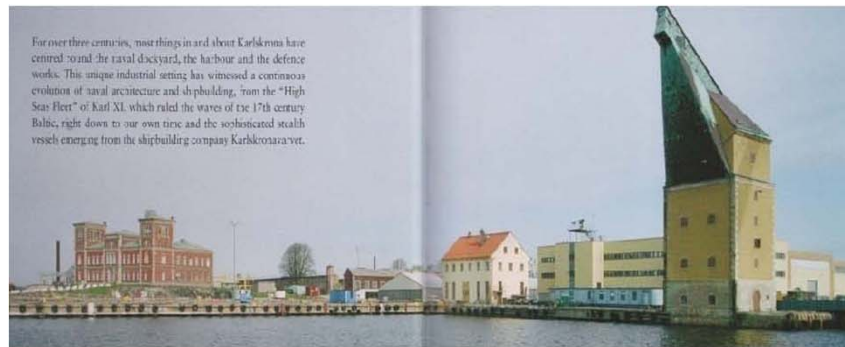 For over three centuries, most things in and about Karlskrona have
centred round the naval dockyard, the harbour and the defence
works. This unique industrial setting has witnessed a continuous
evolution of naval architecture and shipbuilding, from the “High
Seas Fleet” of Karl XI, which ruled the waves of the 17th century
Baltic, right down to our own time and the sophisticated stealth
vessels emerging from the shipbuilding company Karlskronavarvet.